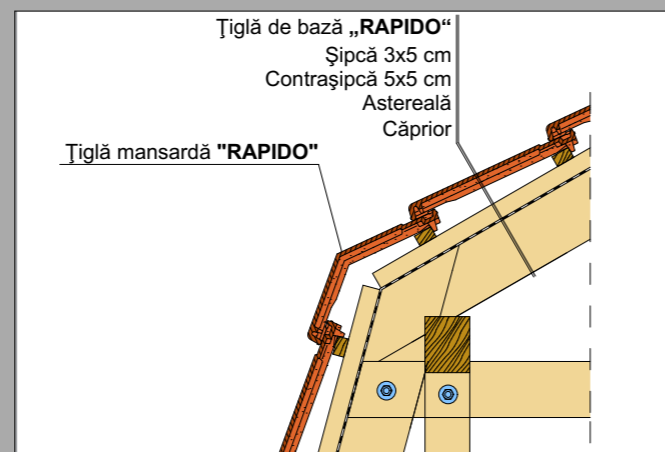 Ţiglă de bază „RAPIDO“
Şipcă 3x5 cm
Contraşipcă 5x5 cm
Astereală
Căprior
Ţiglă mansardă "RAPIDO"